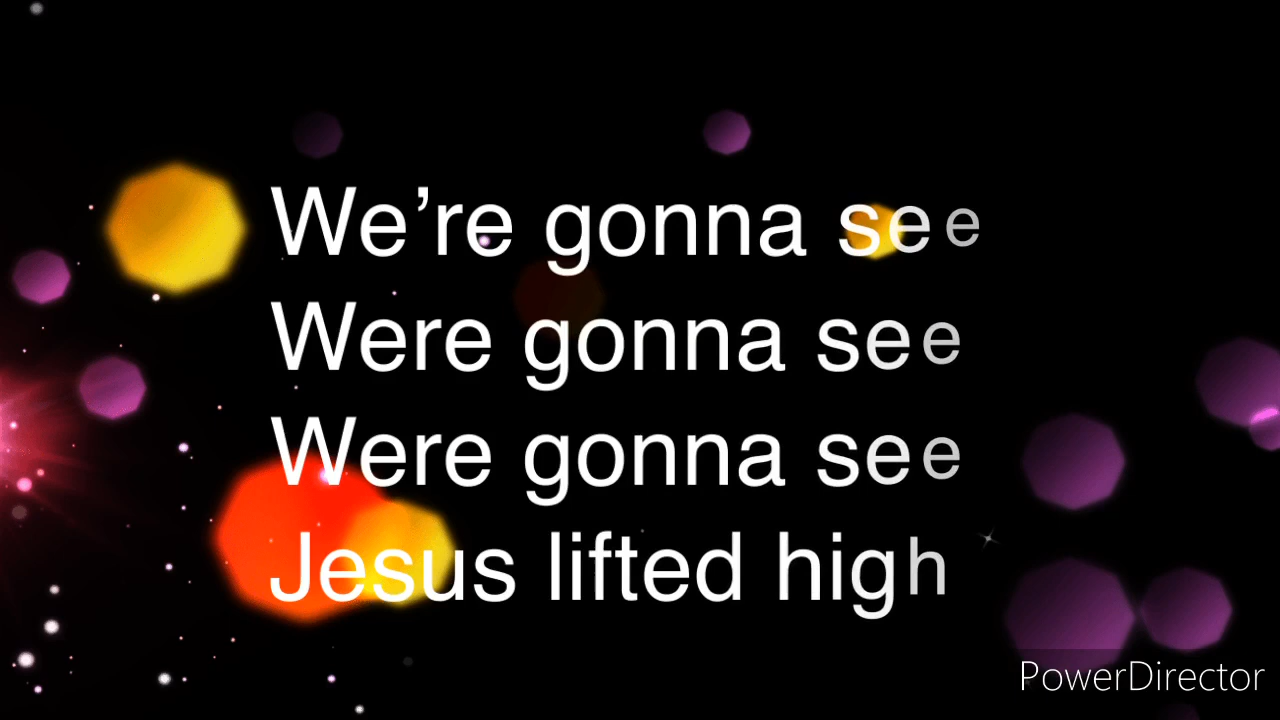 We’re gonna see
Were gonna see
Were gonna see
Jesus lifted high
PowerDirector